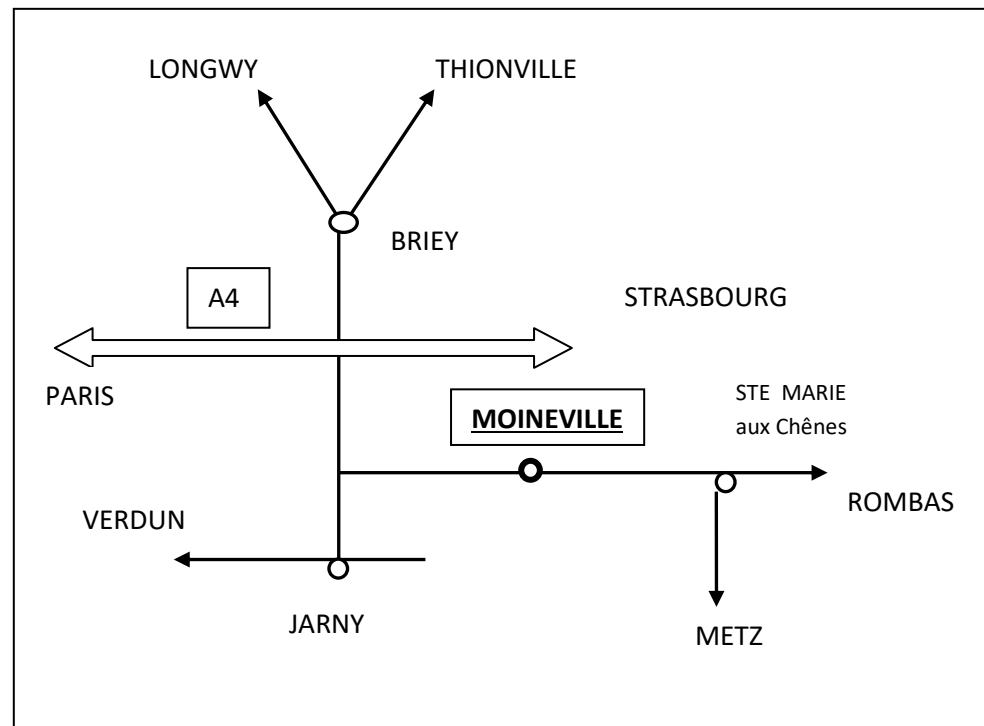 LONGWY
THIONVILLE
BRIEY
A4
STRASBOURG
PARIS
MOINEVILLE
STE MARIE
aux Chênes
ROMBAS
VERDUN
JARNY
METZ